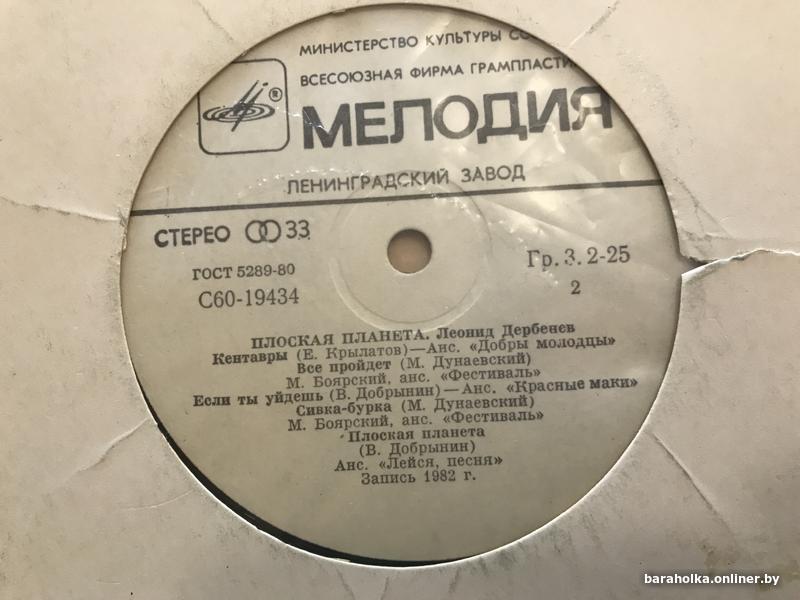 МИНИСТЕРСТВО КУЛЬТУРЫ
ВСЕСОЮЗНАЯ ФИРМА
®
МЕЛОДИЯ
ЛЕНИНГРАДСКИЙ ЗАВОД
СТЕРЕО 33
ГОСТ 5289-80
Гр. 3. 2-25
С60-19434
2
ПЛОСКАЯ ПЛАНЕТА. Леонид Дербенев
Кентавры (Е. Крылатов)—Анс. «Добры молодцы»
Все пройдет (М. Дунаевский)
М. Боярский, анс. «Фестиваль»
Если ты уйдешь (В. Добрынин)—Анс. «Красные маки»
Сивка-бурка (М. Дунаевский)
М. Боярский, анс. «Фестиваль»
Плоская планета
(В. Добрынин)
Анс. «Лейся, песня»
Запись 1982 г.
baraholka.onliner.by